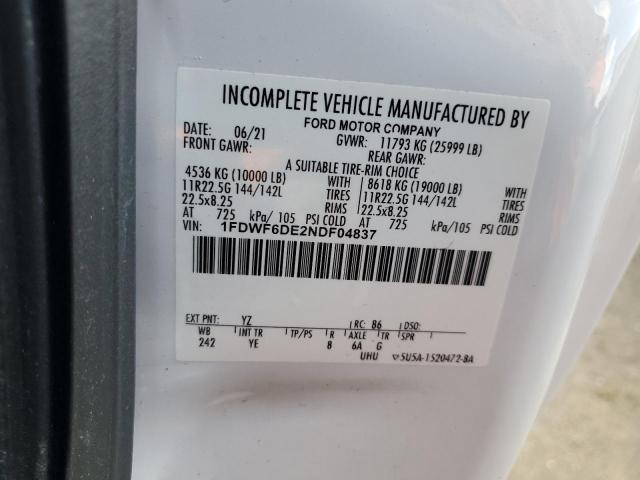 INCOMPLETE VEHICLE MANUFACTURED BY
FORD MOTOR COMPANY
DATE: 06/21 GVWR: 11793 KG (25999 LB)
FRONT GAWR: REAR GAWR:
A SUITABLE TIRE-RIM CHOICE
4536 KG (10000 LB) WITH 8618 KG (19000 LB) WITH
11R22.5G 144/142L TIRES 11R22.5G 144/142L TIRES
22.5x8.25 RIMS 22.5x8.25 RIMS
AT 725 kPa/ 105 PSI COLD AT 725 kPa/ 105 PSI COLD
VIN: 1FDWF6DE2NDF04837
EXT PNT: YZ RC: 86 DSO:
WB INT TR TP/PS R AXLE TR SPR
242 YE 8 6A G
UHU 5U5A-1520472-BA